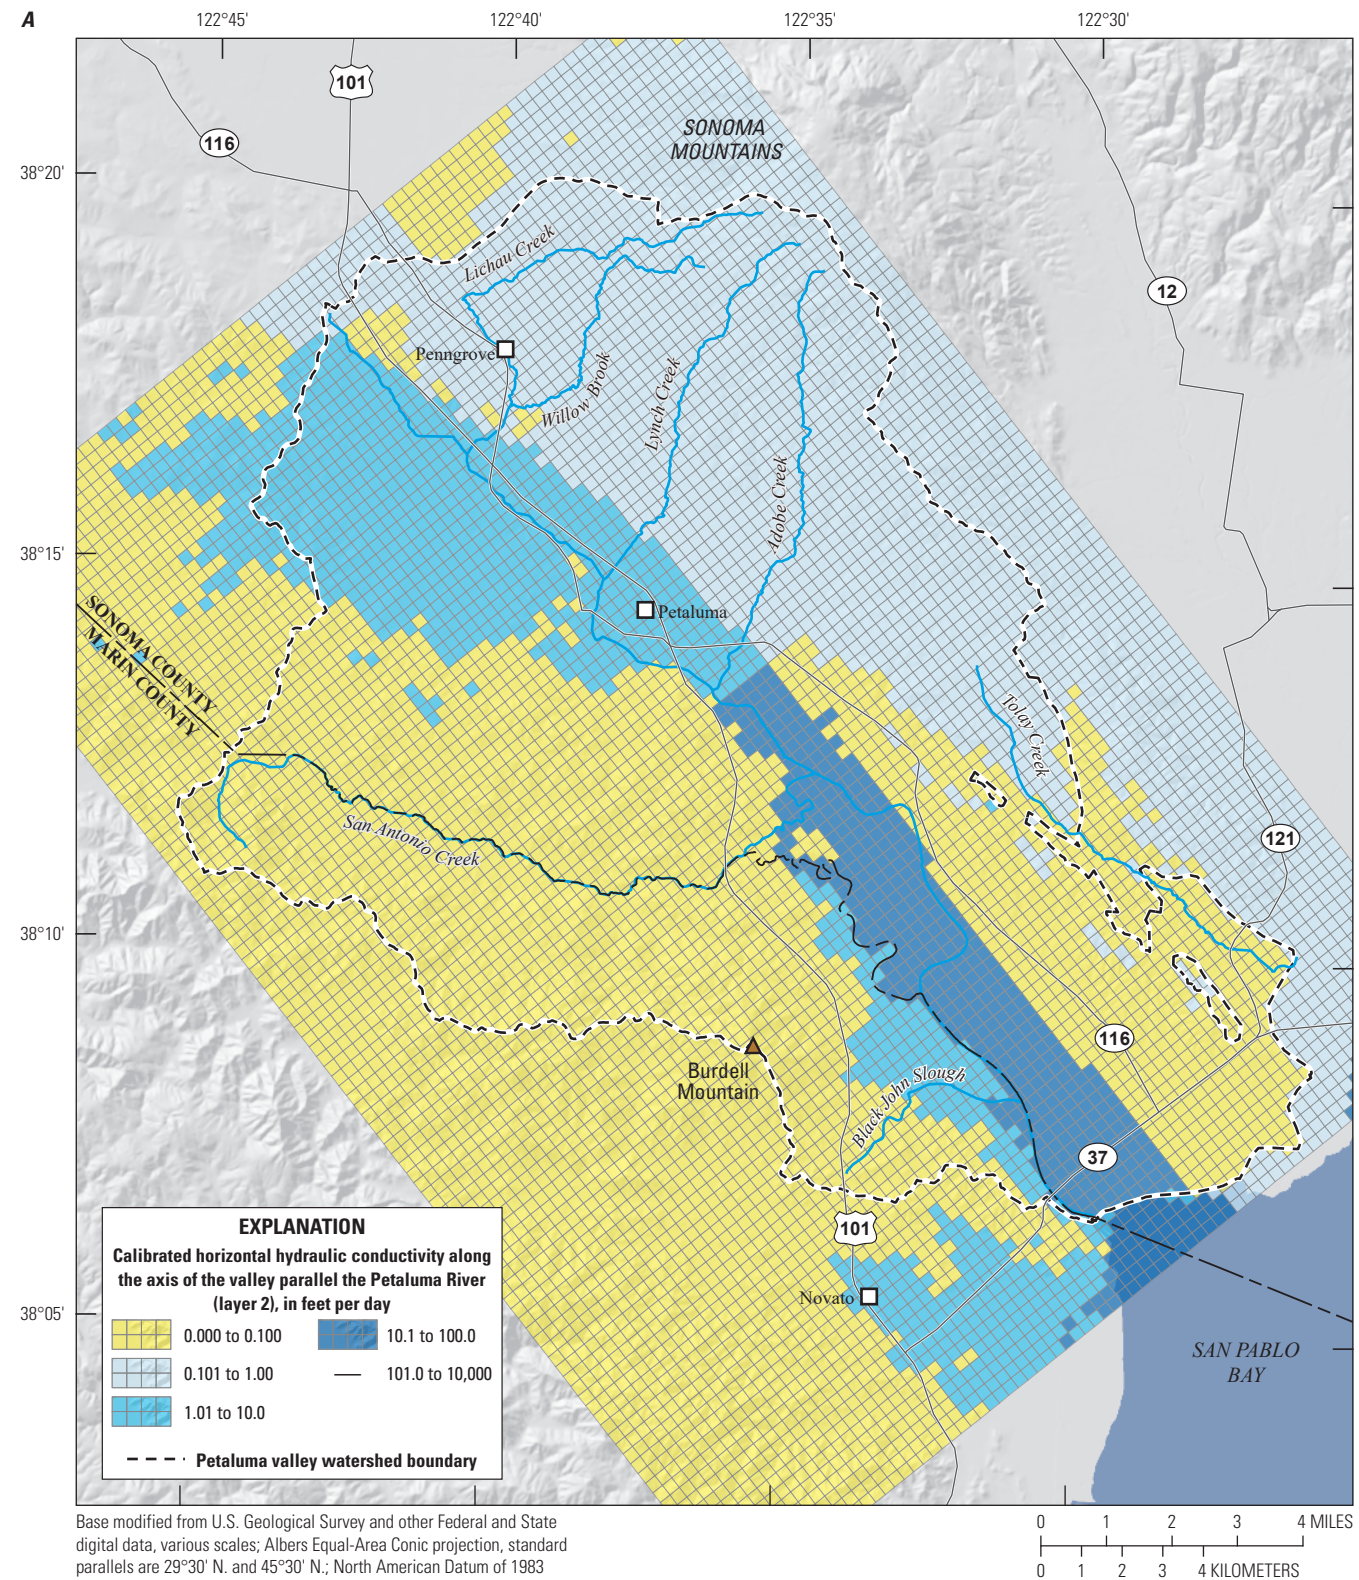 A
122°45'
122°40'
122°35'
122°30'
101
116
SONOMA
MOUNTAINS
38°20'
Lichau Creek
12
Penngrove
Willow Brook
Lynch Creek
Adobe Creek
38°15'
SONOMA COUNTY
MARIN COUNTY
Petaluma
Tolay Creek
San Antonio Creek
121
38°10'
116
Burdell
Mountain
Black John Slough
37
101
Novato
38°05'
SAN PABLO
BAY
EXPLANATION
Calibrated horizontal hydraulic conductivity along
the axis of the valley parallel the Petaluma River
(layer 2), in feet per day
0.000 to 0.100
10.1 to 100.0
0.101 to 1.00
101.0 to 10,000
1.01 to 10.0
Petaluma valley watershed boundary
Base modified from U.S. Geological Survey and other Federal and State
digital data, various scales; Albers Equal-Area Conic projection, standard
parallels are 29°30' N. and 45°30' N.; North American Datum of 1983
0 1 2 3 4 MILES
0 1 2 3 4 KILOMETERS